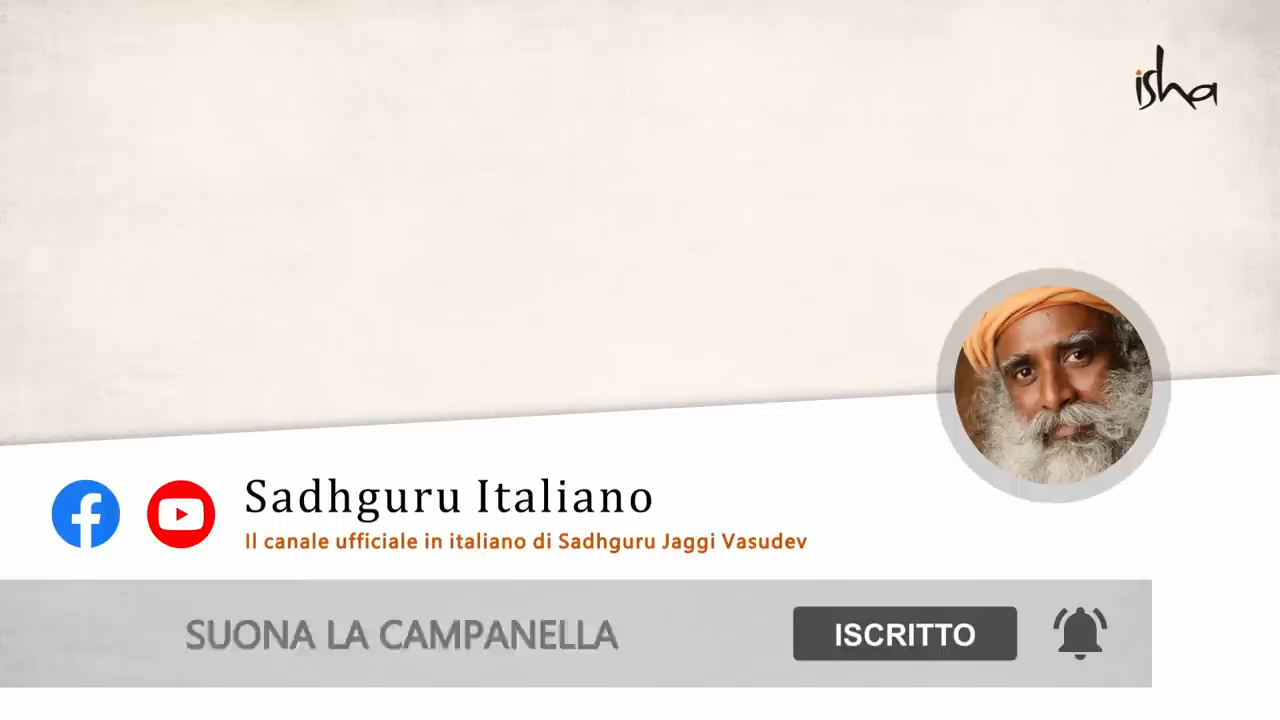 isha
Sadhguru Italiano
Il canale ufficiale in italiano di Sadhguru Jaggi Vasudev
SUONA LA CAMPANELLA
ISCRITTO